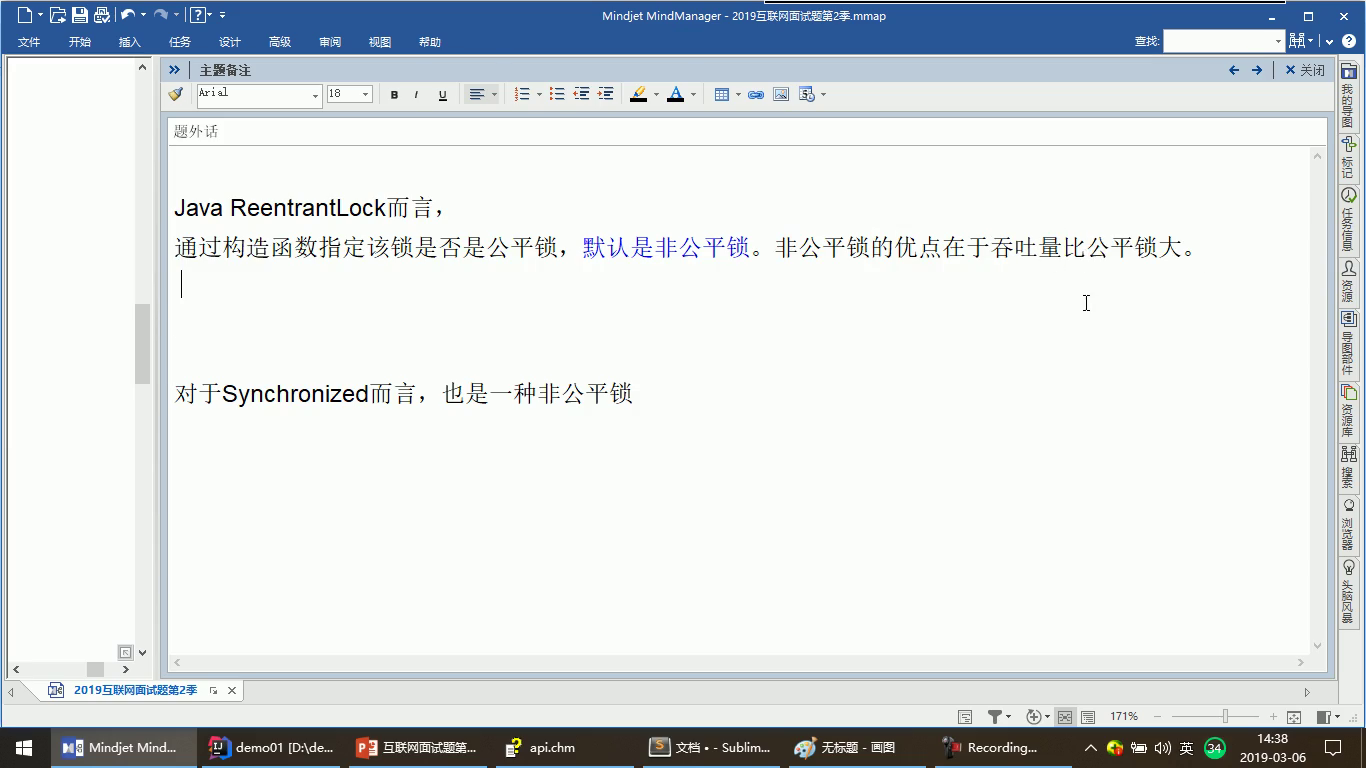 Mindjet MindManager - 2019互联网面试题第2季.mmap
文件 开始 插入 任务 设计 高级 审阅 视图 帮助
查找:
主题备注
关闭
Arial 18 B I U
题外话
Java ReentrantLock而言，
通过构造函数指定该锁是否是公平锁，默认是非公平锁。非公平锁的优点在于吞吐量比公平锁大。
对于Synchronized而言，也是一种非公平锁
我的导图
标记
任务信息
资源
导图部件
资源库
搜索
浏览器
头脑风暴
2019互联网面试题第2季
171%
Mindjet Mind...
demo01 [D:\de...
互联网面试题第...
api.chm
文档 • - Sublim...
无标题 - 画图
Recording...
英
34
14:38
2019-03-06